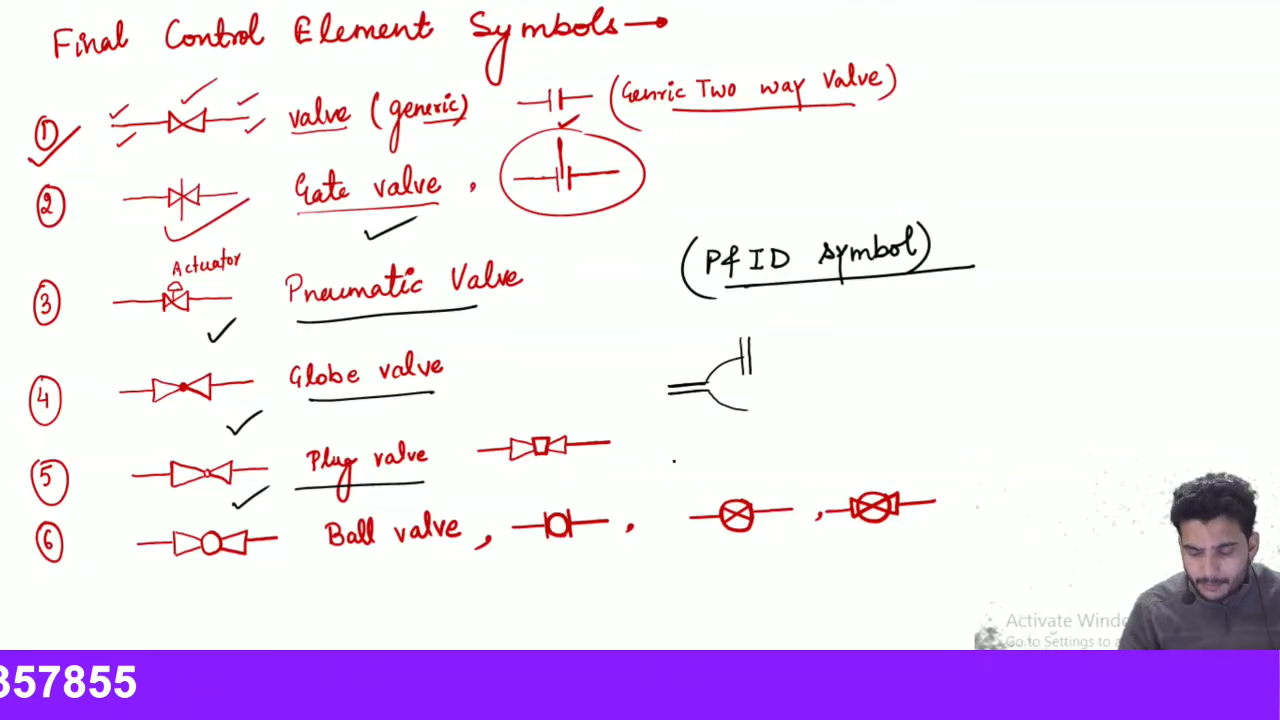 Final Control Element Symbols
① valve (generic) (Genric Two way Valve)
② Gate valve,
Actuator
③ Pneumatic Valve
(P&ID symbol)
④ Globe valve
⑤ Plug valve
⑥ Ball valve, , ,
Activate Windo
Go to Settings to a
357855